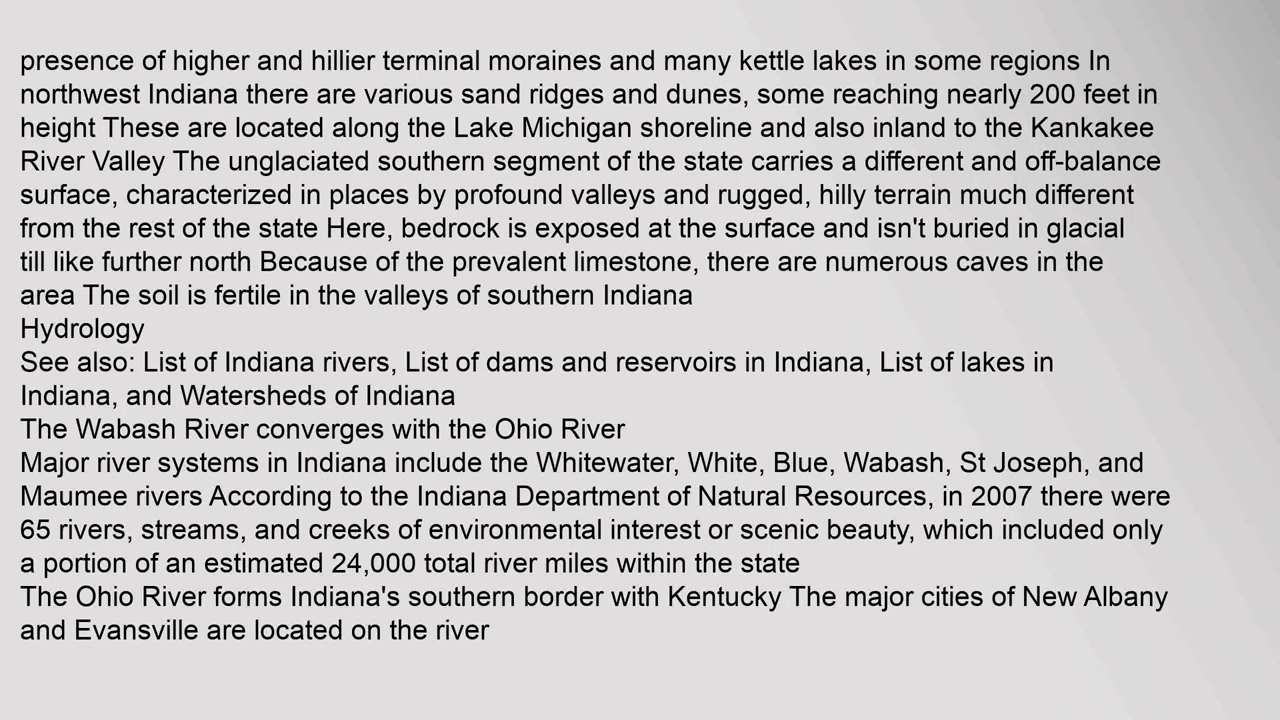 presence of higher and hillier terminal moraines and many kettle lakes in some regions In
northwest Indiana there are various sand ridges and dunes, some reaching nearly 200 feet in
height These are located along the Lake Michigan shoreline and also inland to the Kankakee
River Valley The unglaciated southern segment of the state carries a different and off-balance
surface, characterized in places by profound valleys and rugged, hilly terrain much different
from the rest of the state Here, bedrock is exposed at the surface and isn't buried in glacial
till like further north Because of the prevalent limestone, there are numerous caves in the
area The soil is fertile in the valleys of southern Indiana
Hydrology
See also: List of Indiana rivers, List of dams and reservoirs in Indiana, List of lakes in
Indiana, and Watersheds of Indiana
The Wabash River converges with the Ohio River
Major river systems in Indiana include the Whitewater, White, Blue, Wabash, St Joseph, and
Maumee rivers According to the Indiana Department of Natural Resources, in 2007 there were
65 rivers, streams, and creeks of environmental interest or scenic beauty, which included only
a portion of an estimated 24,000 total river miles within the state
The Ohio River forms Indiana's southern border with Kentucky The major cities of New Albany
and Evansville are located on the river